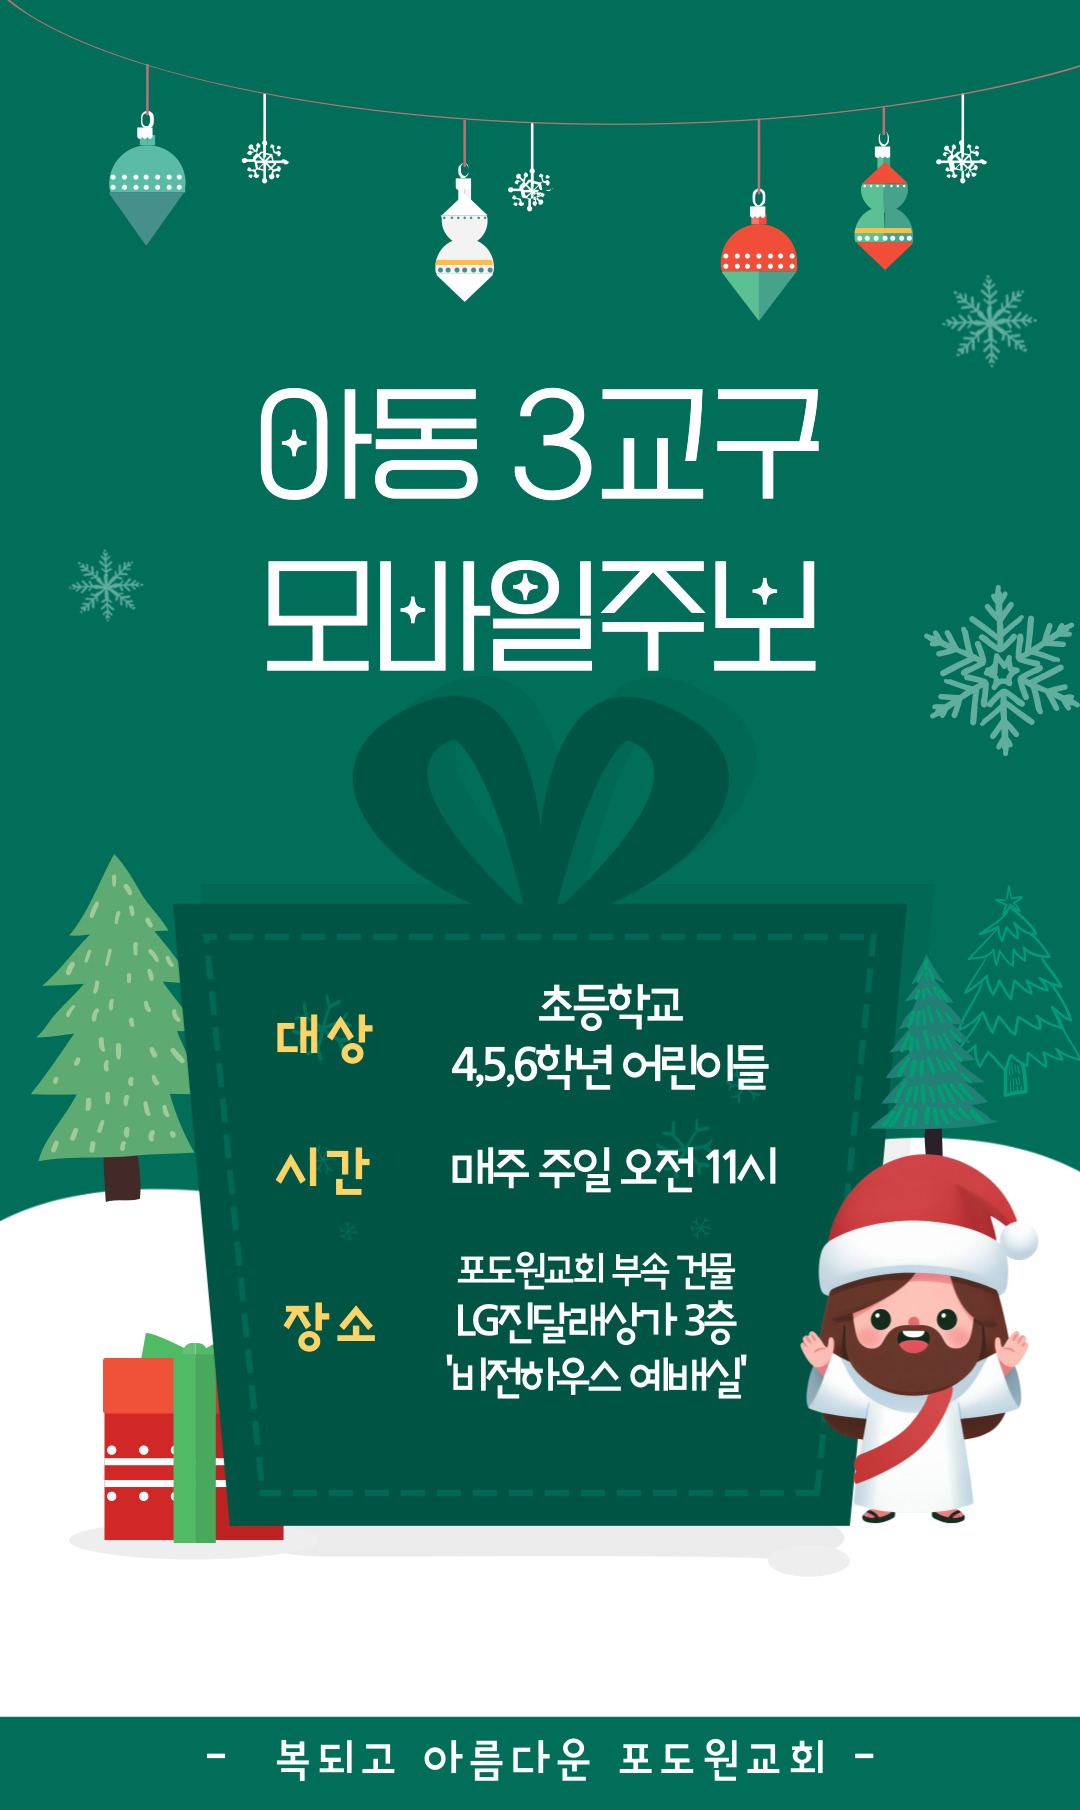 아동 3교구
모바일주보
대상
초등학교
4,5,6학년 어린이들
시간
매주 주일 오전 11시
장소
포도원교회 부속 건물
LG진달래상가 3층
'비전하우스 예배실'
- 복되고 아름다운 포도원교회 -